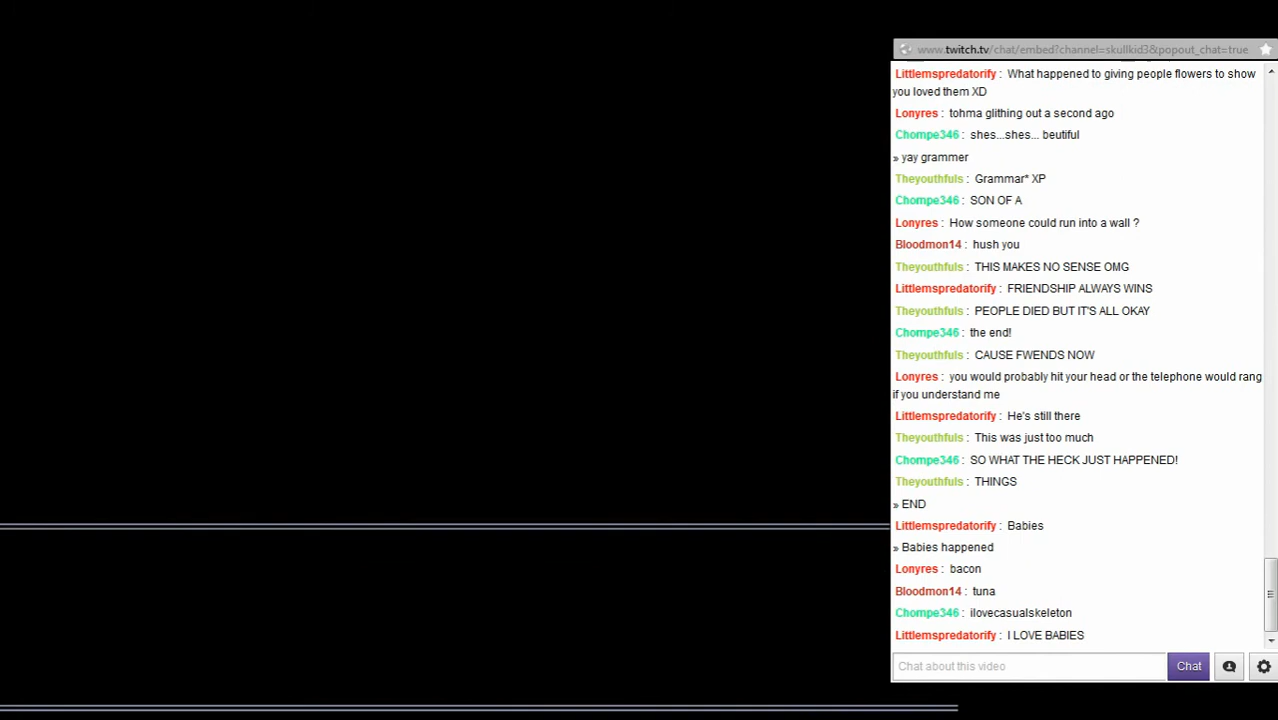 www.twitch.tv/chat/embed?channel=skullkid3&popout_chat=true
Littlemspredatorify : What happened to giving people flowers to show
you loved them XD
Lonyres : tohma glithing out a second ago
Chompe346 : shes...shes... beutiful
» yay grammer
Theyouthfuls : Grammar* XP
Chompe346 : SON OF A
Lonyres : How someone could run into a wall ?
Bloodmon14 : hush you
Theyouthfuls : THIS MAKES NO SENSE OMG
Littlemspredatorify : FRIENDSHIP ALWAYS WINS
Theyouthfuls : PEOPLE DIED BUT IT'S ALL OKAY
Chompe346 : the end!
Theyouthfuls : CAUSE FWENDS NOW
Lonyres : you would probably hit your head or the telephone would rang
if you understand me
Littlemspredatorify : He's still there
Theyouthfuls : This was just too much
Chompe346 : SO WHAT THE HECK JUST HAPPENED!
Theyouthfuls : THINGS
» END
Littlemspredatorify : Babies
» Babies happened
Lonyres : bacon
Bloodmon14 : tuna
Chompe346 : ilovecasualskeleton
Littlemspredatorify : I LOVE BABIES
Chat about this video
Chat